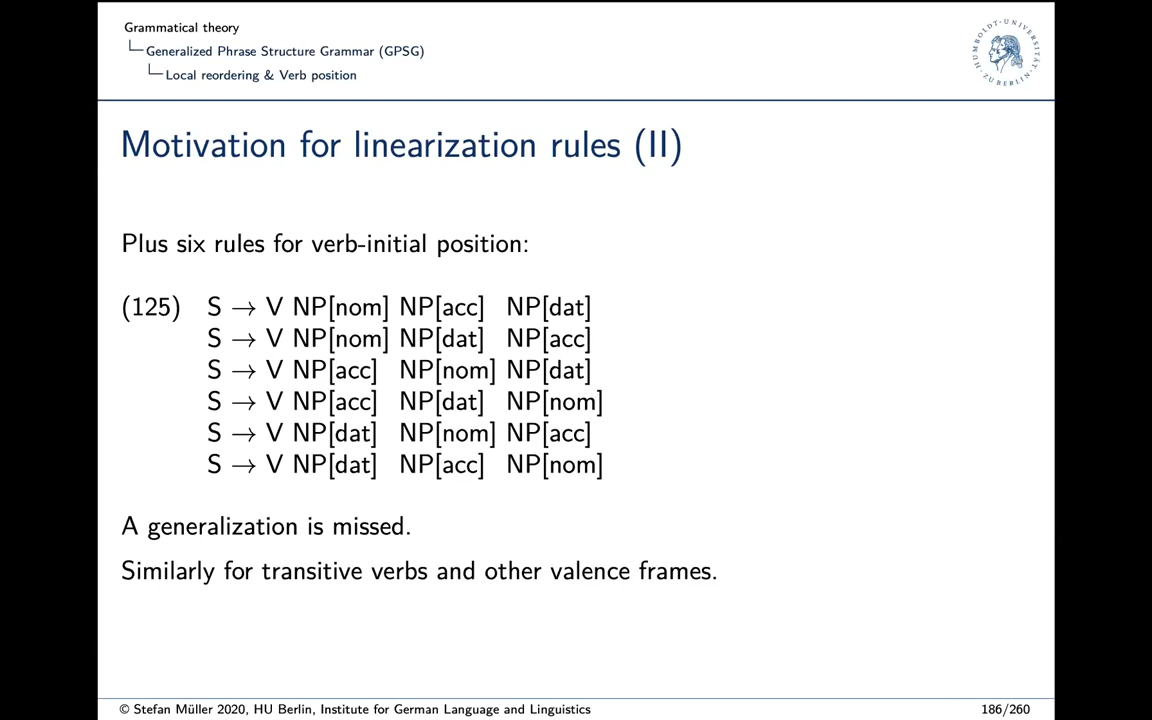 Grammatical theory
Generalized Phrase Structure Grammar (GPSG)
Local reordering & Verb position
HUMBOLDT-UNIVERSITÄT · ZU BERLIN ·
Motivation for linearization rules (II)
Plus six rules for verb-initial position:
(125) S → V NP[nom] NP[acc] NP[dat]
S → V NP[nom] NP[dat] NP[acc]
S → V NP[acc] NP[nom] NP[dat]
S → V NP[acc] NP[dat] NP[nom]
S → V NP[dat] NP[nom] NP[acc]
S → V NP[dat] NP[acc] NP[nom]
A generalization is missed.
Similarly for transitive verbs and other valence frames.
© Stefan Müller 2020, HU Berlin, Institute for German Language and Linguistics 186/260